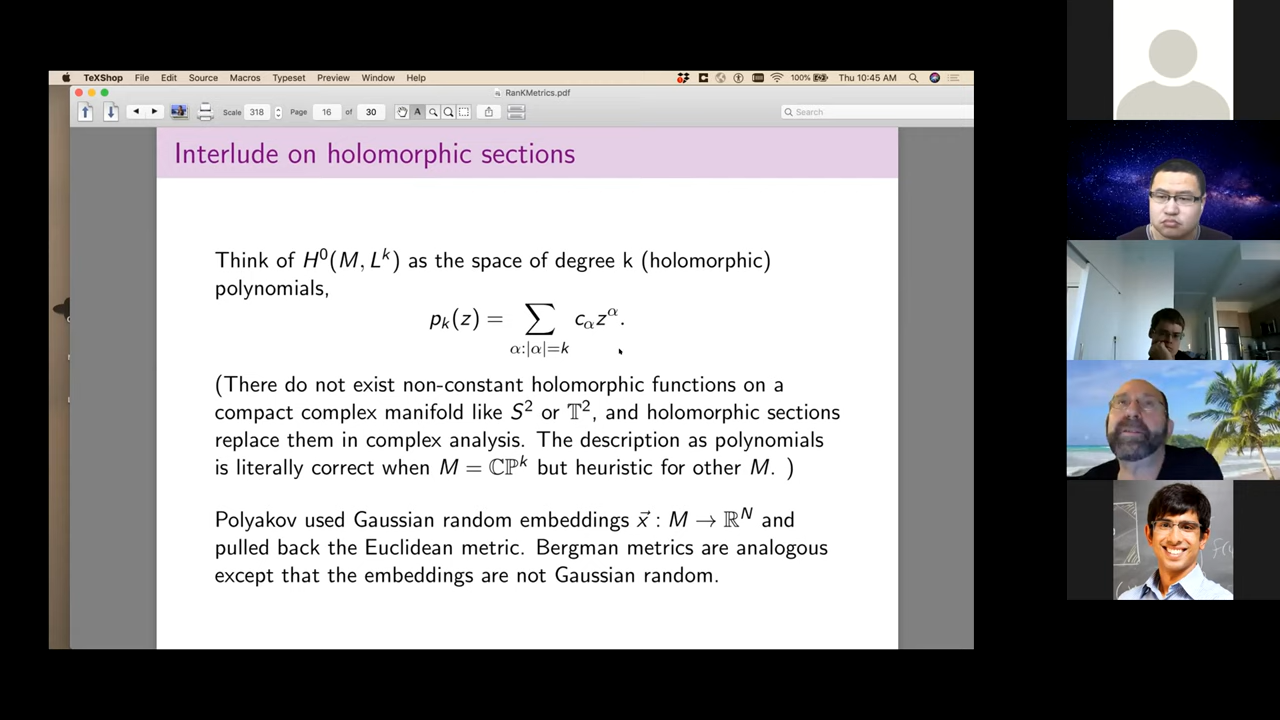 TeXShop File Edit Source Macros Typeset Preview Window Help 100% Thu 10:45 AM
RanKMetrics.pdf
Scale 318 Page 16 of 30 A Search
Interlude on holomorphic sections
Think of H⁰(M, Lᵏ) as the space of degree k (holomorphic)
polynomials,
pₖ(z) = ∑ c_α z^α.
α:|α|=k
(There do not exist non-constant holomorphic functions on a
compact complex manifold like S² or 𝕋², and holomorphic sections
replace them in complex analysis. The description as polynomials
is literally correct when M = ℂℙᵏ but heuristic for other M. )
Polyakov used Gaussian random embeddings x⃗ : M → ℝᴺ and
pulled back the Euclidean metric. Bergman metrics are analogous
except that the embeddings are not Gaussian random.